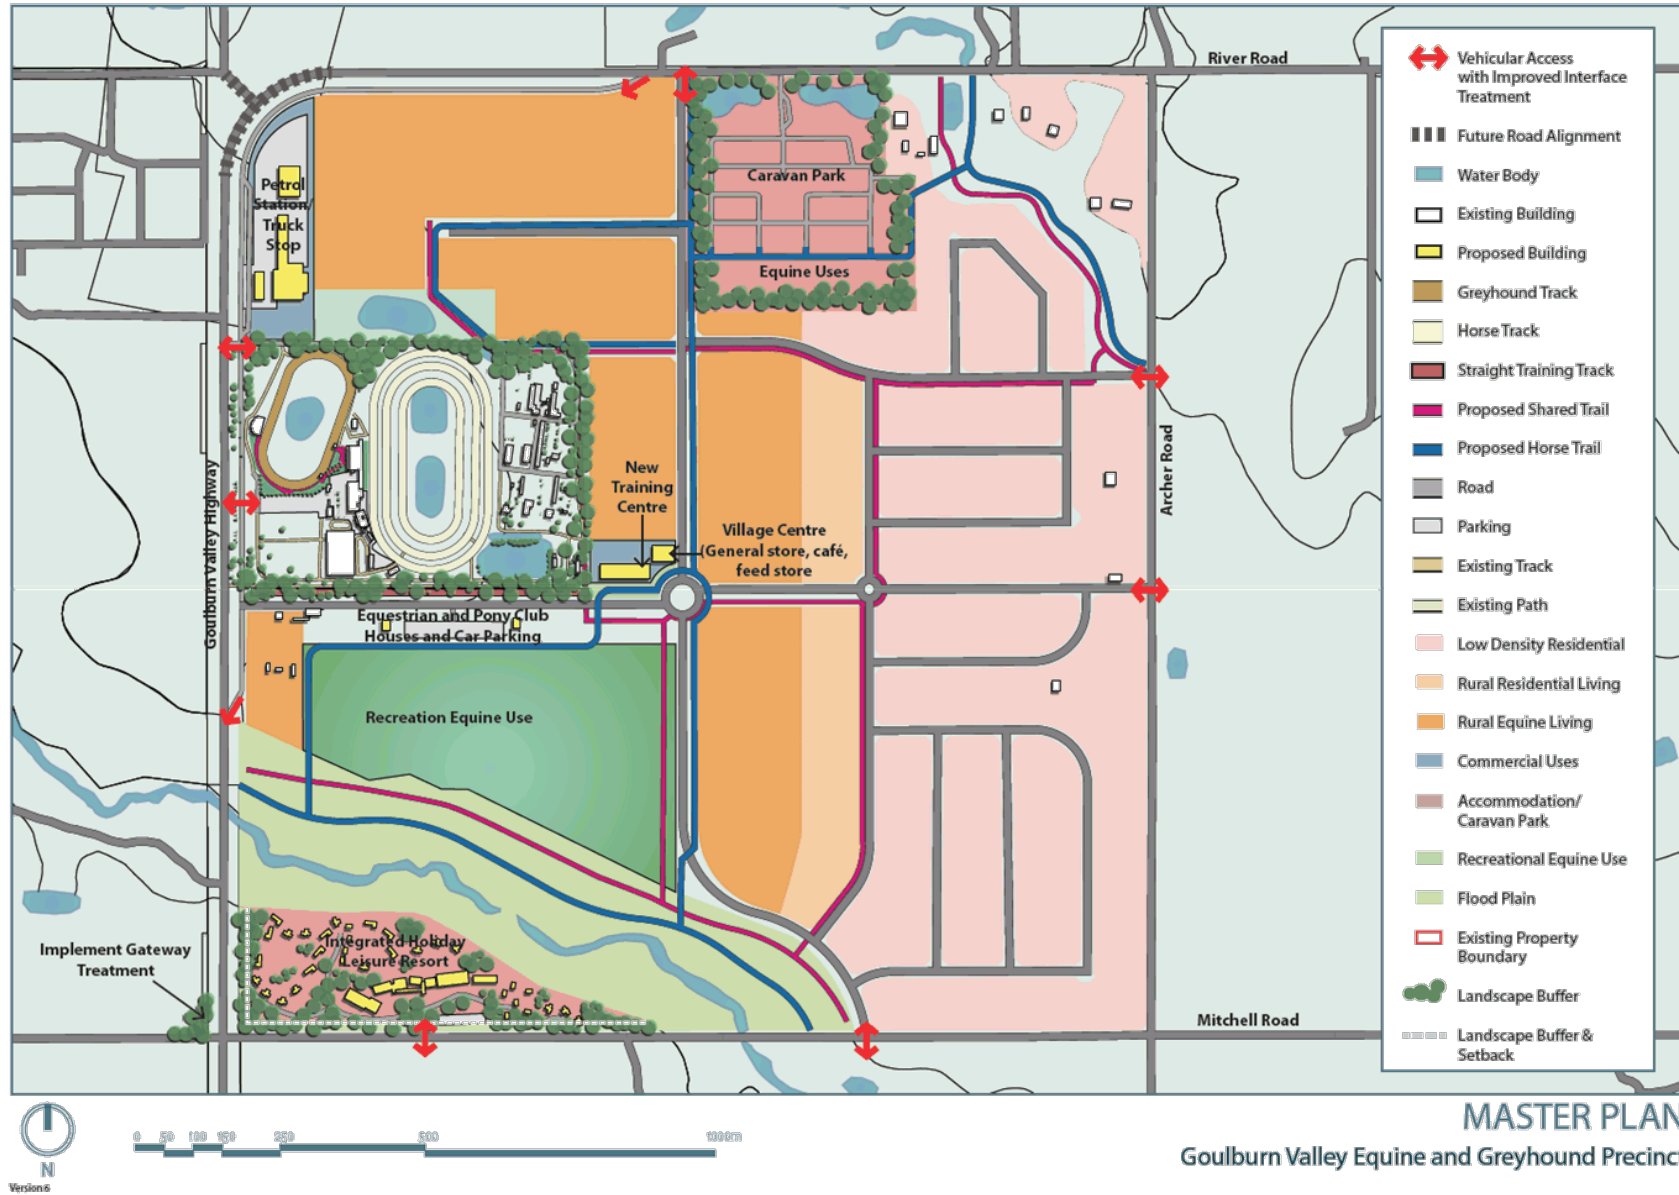 River Road
Caravan Park
Equine Uses
Petrol
Station/
Truck
Stop
New
Training
Centre
Village Centre
(General store, café,
feed store
Goulburn Valley Highway
Archer Road
Equestrian and Pony Club
Houses and Car Parking
Recreation Equine Use
Integrated Holiday
Leisure Resort
Implement Gateway
Treatment
Mitchell Road
Vehicular Access
with Improved Interface
Treatment
Future Road Alignment
Water Body
Existing Building
Proposed Building
Greyhound Track
Horse Track
Straight Training Track
Proposed Shared Trail
Proposed Horse Trail
Road
Parking
Existing Track
Existing Path
Low Density Residential
Rural Residential Living
Rural Equine Living
Commercial Uses
Accommodation/
Caravan Park
Recreational Equine Use
Flood Plain
Existing Property
Boundary
Landscape Buffer
Landscape Buffer &
Setback
N
Version 6
0 50 100 150 250 500 1000m
MASTER PLAN
Goulburn Valley Equine and Greyhound Precinct